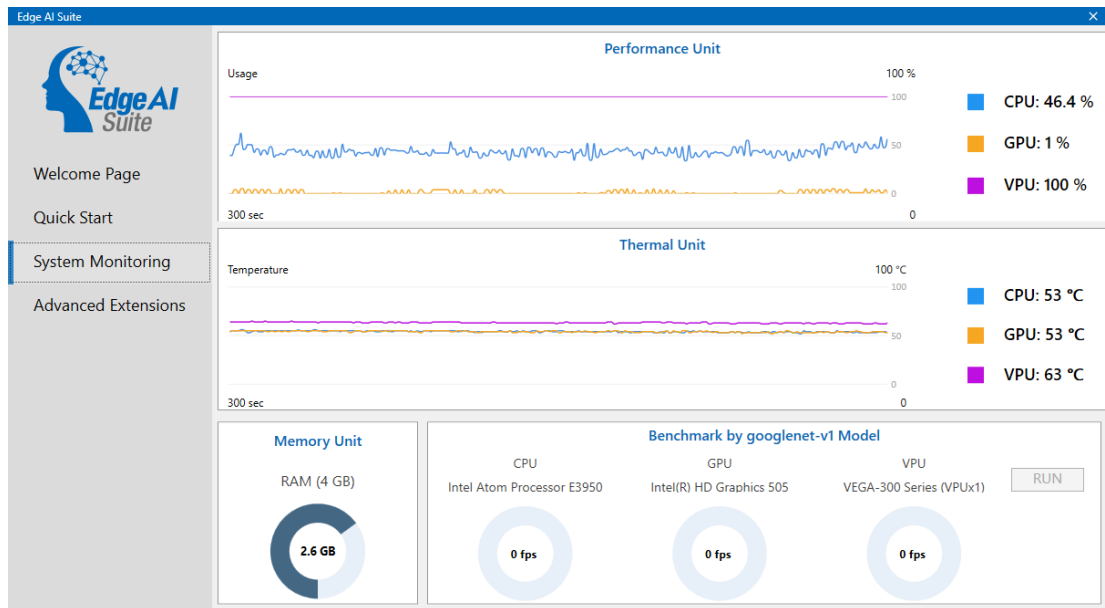 Edge AI Suite
Edge AI
Suite
Welcome Page
Quick Start
System Monitoring
Advanced Extensions
Performance Unit
Usage
100 %
100
50
0
300 sec
0
CPU: 46.4 %
GPU: 1 %
VPU: 100 %
Thermal Unit
Temperature
100 °C
100
50
0
300 sec
0
CPU: 53 °C
GPU: 53 °C
VPU: 63 °C
Memory Unit
RAM (4 GB)
2.6 GB
Benchmark by googlenet-v1 Model
CPU
Intel Atom Processor E3950
0 fps
GPU
Intel(R) HD Graphics 505
0 fps
VPU
VEGA-300 Series (VPUx1)
0 fps
RUN